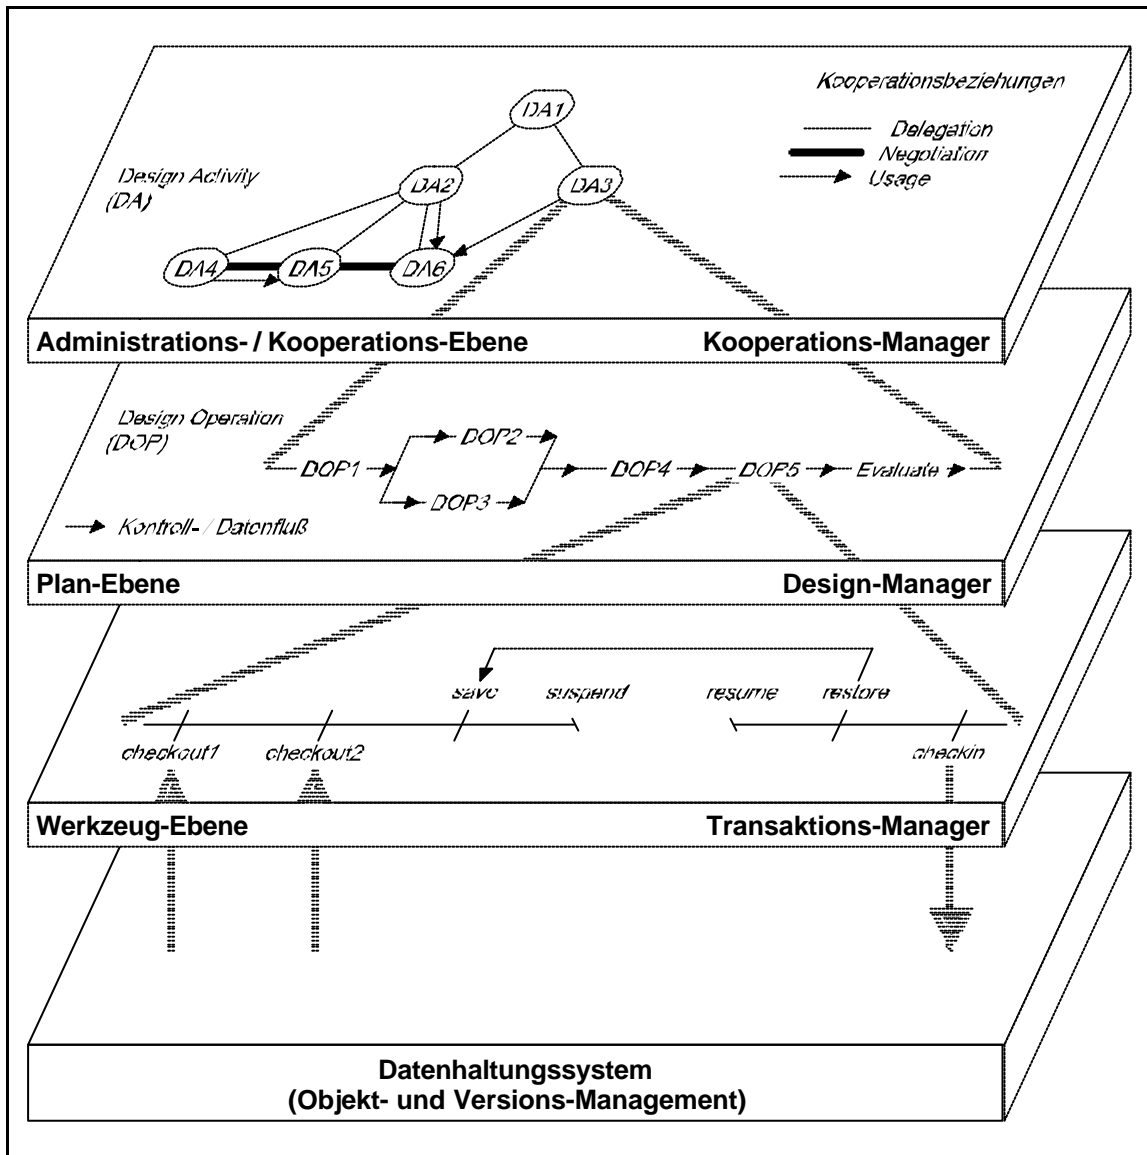 Kooperationsbeziehungen
DA1
Delegation
Negotiation
Usage
Design Activity
(DA)
DA2
DA3
DA4
DA5
DA6
Administrations- / Kooperations-Ebene
Kooperations-Manager
Design Operation
(DOP)
DOP1
DOP2
DOP3
DOP4
DOP5
Evaluate
Kontroll- / Datenfluß
Plan-Ebene
Design-Manager
save
suspend
resume
restore
checkout1
checkout2
checkin
Werkzeug-Ebene
Transaktions-Manager
Datenhaltungssystem
(Objekt- und Versions-Management)